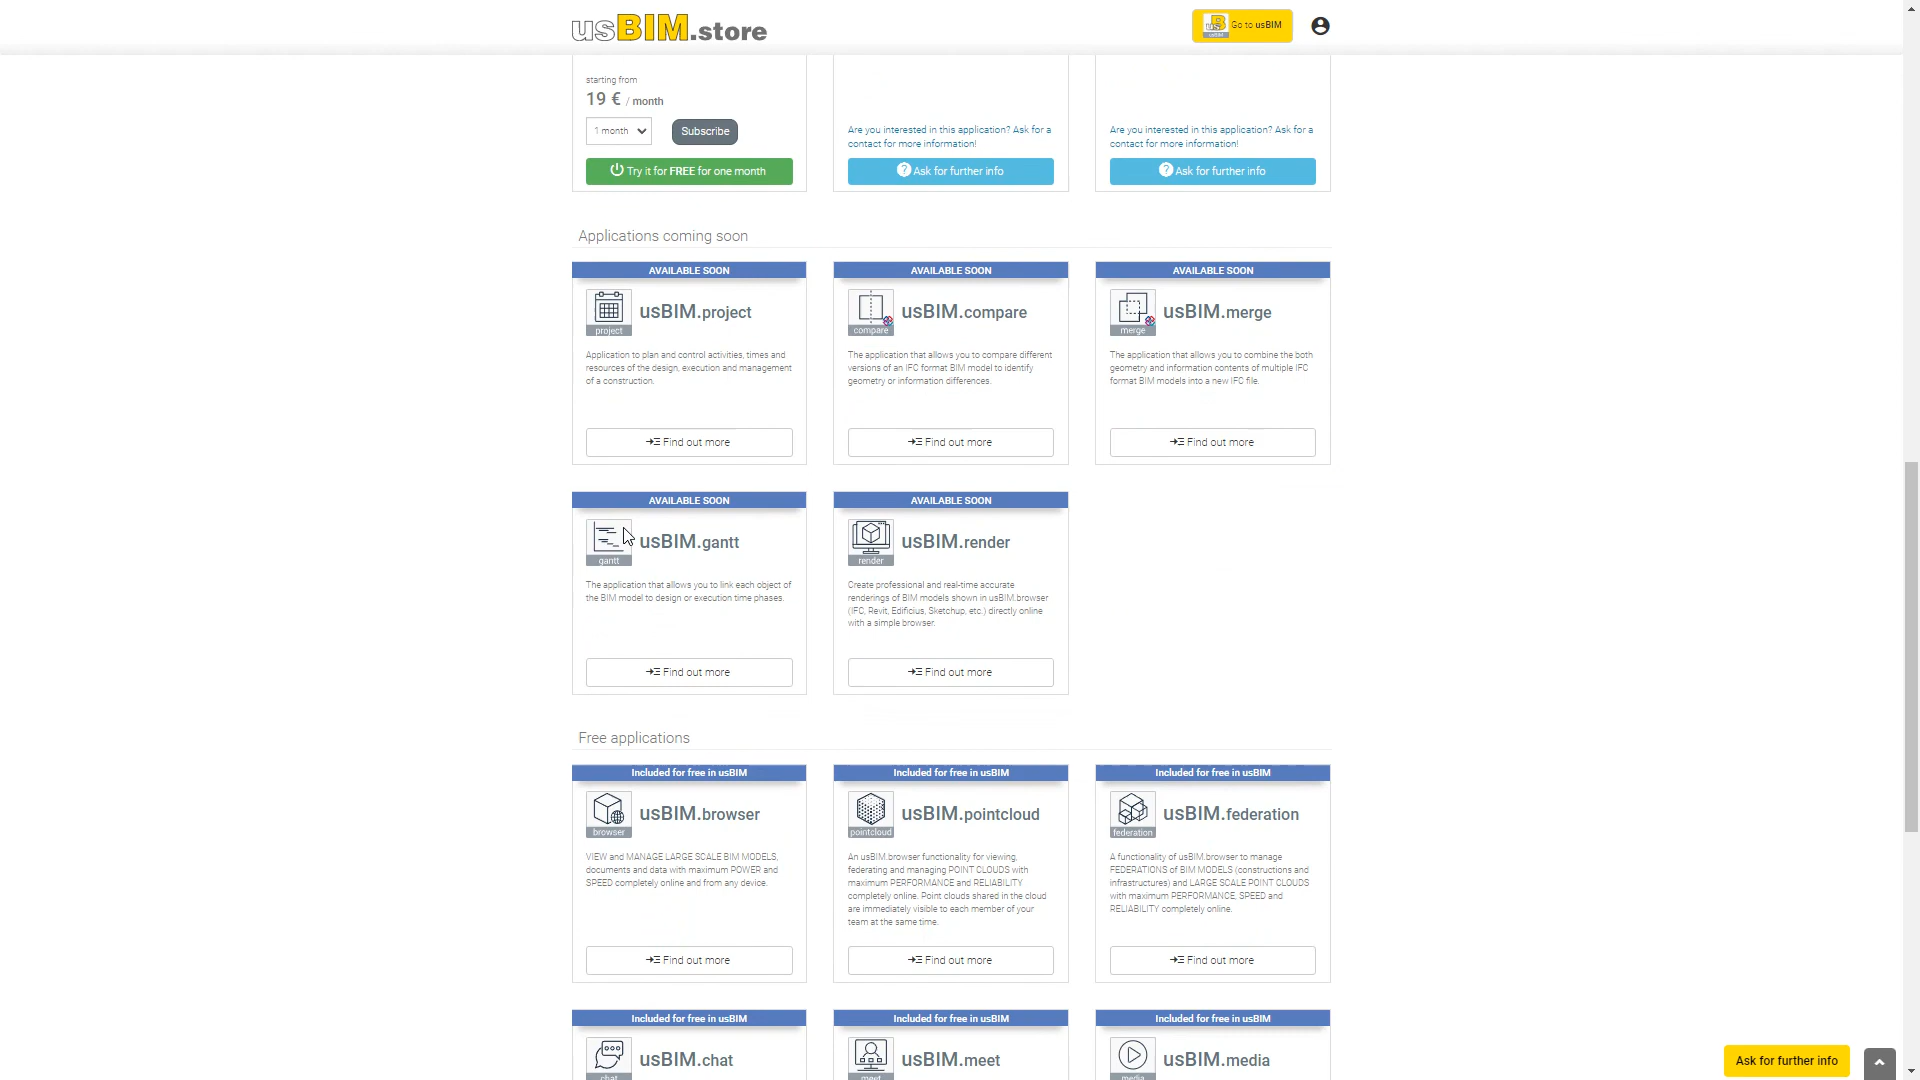 usBIM.store
usB
usBIM
Go to usBIM
starting from
19 € / month
1 month
Subscribe
Try it for FREE for one month
Are you interested in this application? Ask for a
contact for more information!
Ask for further info
Are you interested in this application? Ask for a
contact for more information!
Ask for further info
Applications coming soon
AVAILABLE SOON
project
usBIM.project
Application to plan and control activities, times and
resources of the design, execution and management
of a construction.
Find out more
AVAILABLE SOON
compare
usBIM.compare
The application that allows you to compare different
versions of an IFC format BIM model to identify
geometry or information differences.
Find out more
AVAILABLE SOON
merge
usBIM.merge
The application that allows you to combine the both
geometry and information contents of multiple IFC
format BIM models into a new IFC file.
Find out more
AVAILABLE SOON
gantt
usBIM.gantt
The application that allows you to link each object of
the BIM model to design or execution time phases.
Find out more
AVAILABLE SOON
render
usBIM.render
Create professional and real-time accurate
renderings of BIM models shown in usBIM.browser
(IFC, Revit, Edificius, Sketchup, etc.) directly online
with a simple browser.
Find out more
Free applications
Included for free in usBIM
browser
usBIM.browser
VIEW and MANAGE LARGE SCALE BIM MODELS,
documents and data with maximum POWER and
SPEED completely online and from any device.
Find out more
Included for free in usBIM
pointcloud
usBIM.pointcloud
An usBIM.browser functionality for viewing,
federating and managing POINT CLOUDS with
maximum PERFORMANCE and RELIABILITY
completely online. Point clouds shared in the cloud
are immediately visible to each member of your
team at the same time.
Find out more
Included for free in usBIM
federation
usBIM.federation
A functionality of usBIM.browser to manage
FEDERATIONS of BIM MODELS (constructions and
infrastructures) and LARGE SCALE POINT CLOUDS
with maximum PERFORMANCE, SPEED and
RELIABILITY completely online.
Find out more
Included for free in usBIM
chat
usBIM.chat
Included for free in usBIM
meet
usBIM.meet
Included for free in usBIM
media
usBIM.media
Ask for further info